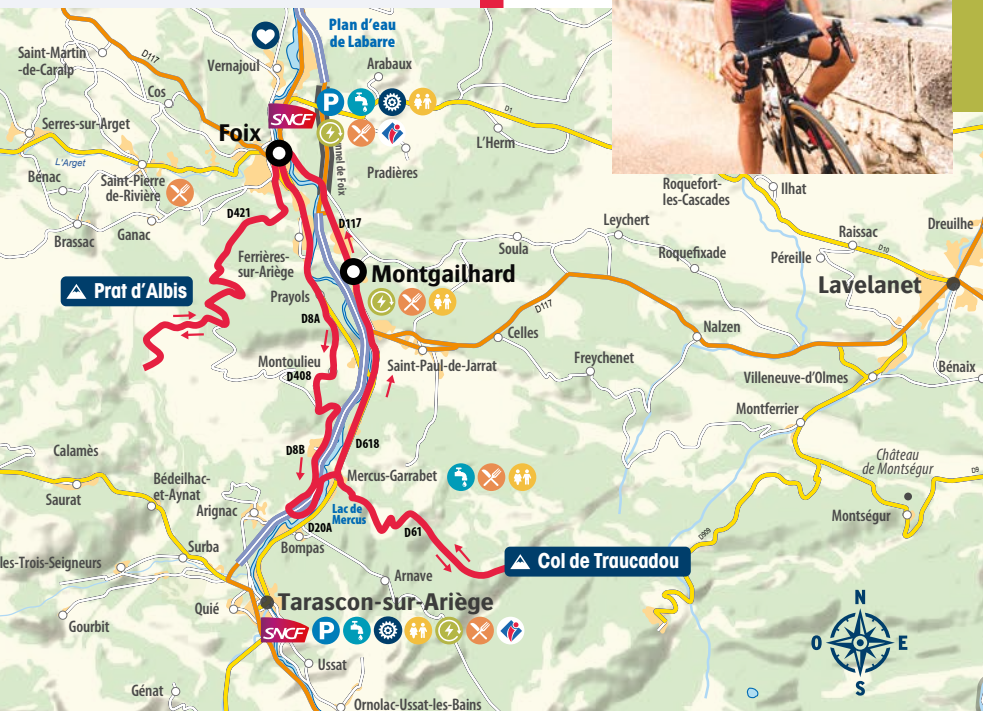 Plan d'eau
de Labarre
Saint-Martin
-de-Caralp
D117
Vernajoul
Arabaux
Cos
P
D1
SNCF
Serres-sur-Arget
Foix
L'Herm
L'Arget
Bénac
Saint-Pierre
de-Rivière
Pradières
Roquefort-
les-Cascades
Ilhat
D421
D117
Leychert
Dreuilhe
Brassac
Ganac
Soula
Raissac
D10
Ferrières-
sur-Ariège
Roquefixade
Péreille
Montgailhard
Lavelanet
Prat d'Albis
Prayols
D8A
D117
Celles
Nalzen
Montoulieu
Saint-Paul-de-Jarrat
Freychenet
Bénaix
D408
Villeneuve-d'Olmes
Montferrier
D8B
D618
Calamès
Château
de Montségur
Mercus-Garrabet
D9
Bédeilhac-
et-Aynat
Saurat
Arignac
Lac de
Mercus
Montségur
D20A
D61
D909
Surba
Bompas
les-Trois-Seigneurs
Col de Traucadou
Arnave
Quié
Tarascon-sur-Ariège
N
Gourbit
SNCF
P
O
E
Ussat
S
Génat
Ornolac-Ussat-les-Bains